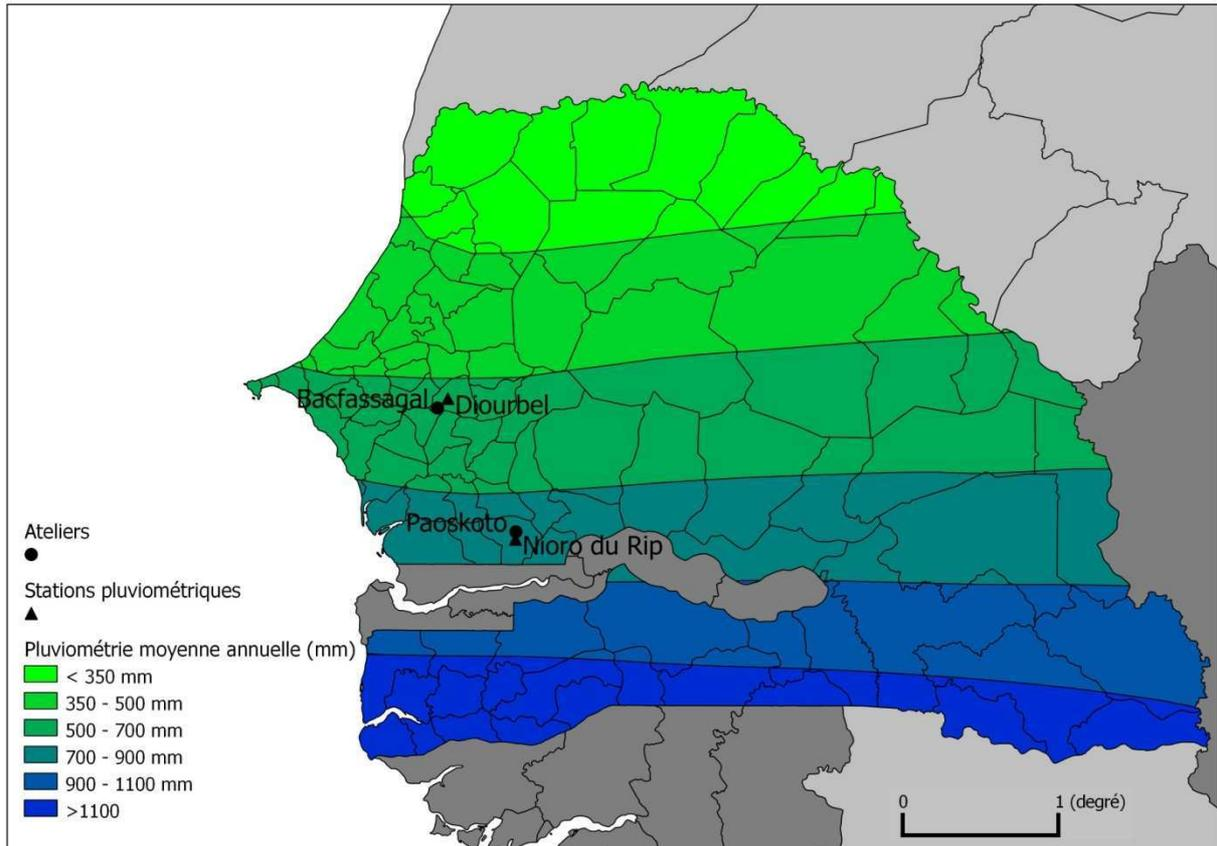 Bacfassagal
Diourbel
Paoskoto
Nioro du Rip
Ateliers
Stations pluviométriques
Pluviométrie moyenne annuelle (mm)
< 350 mm
350 - 500 mm
500 - 700 mm
700 - 900 mm
900 - 1100 mm
>1100
0 1 (degré)